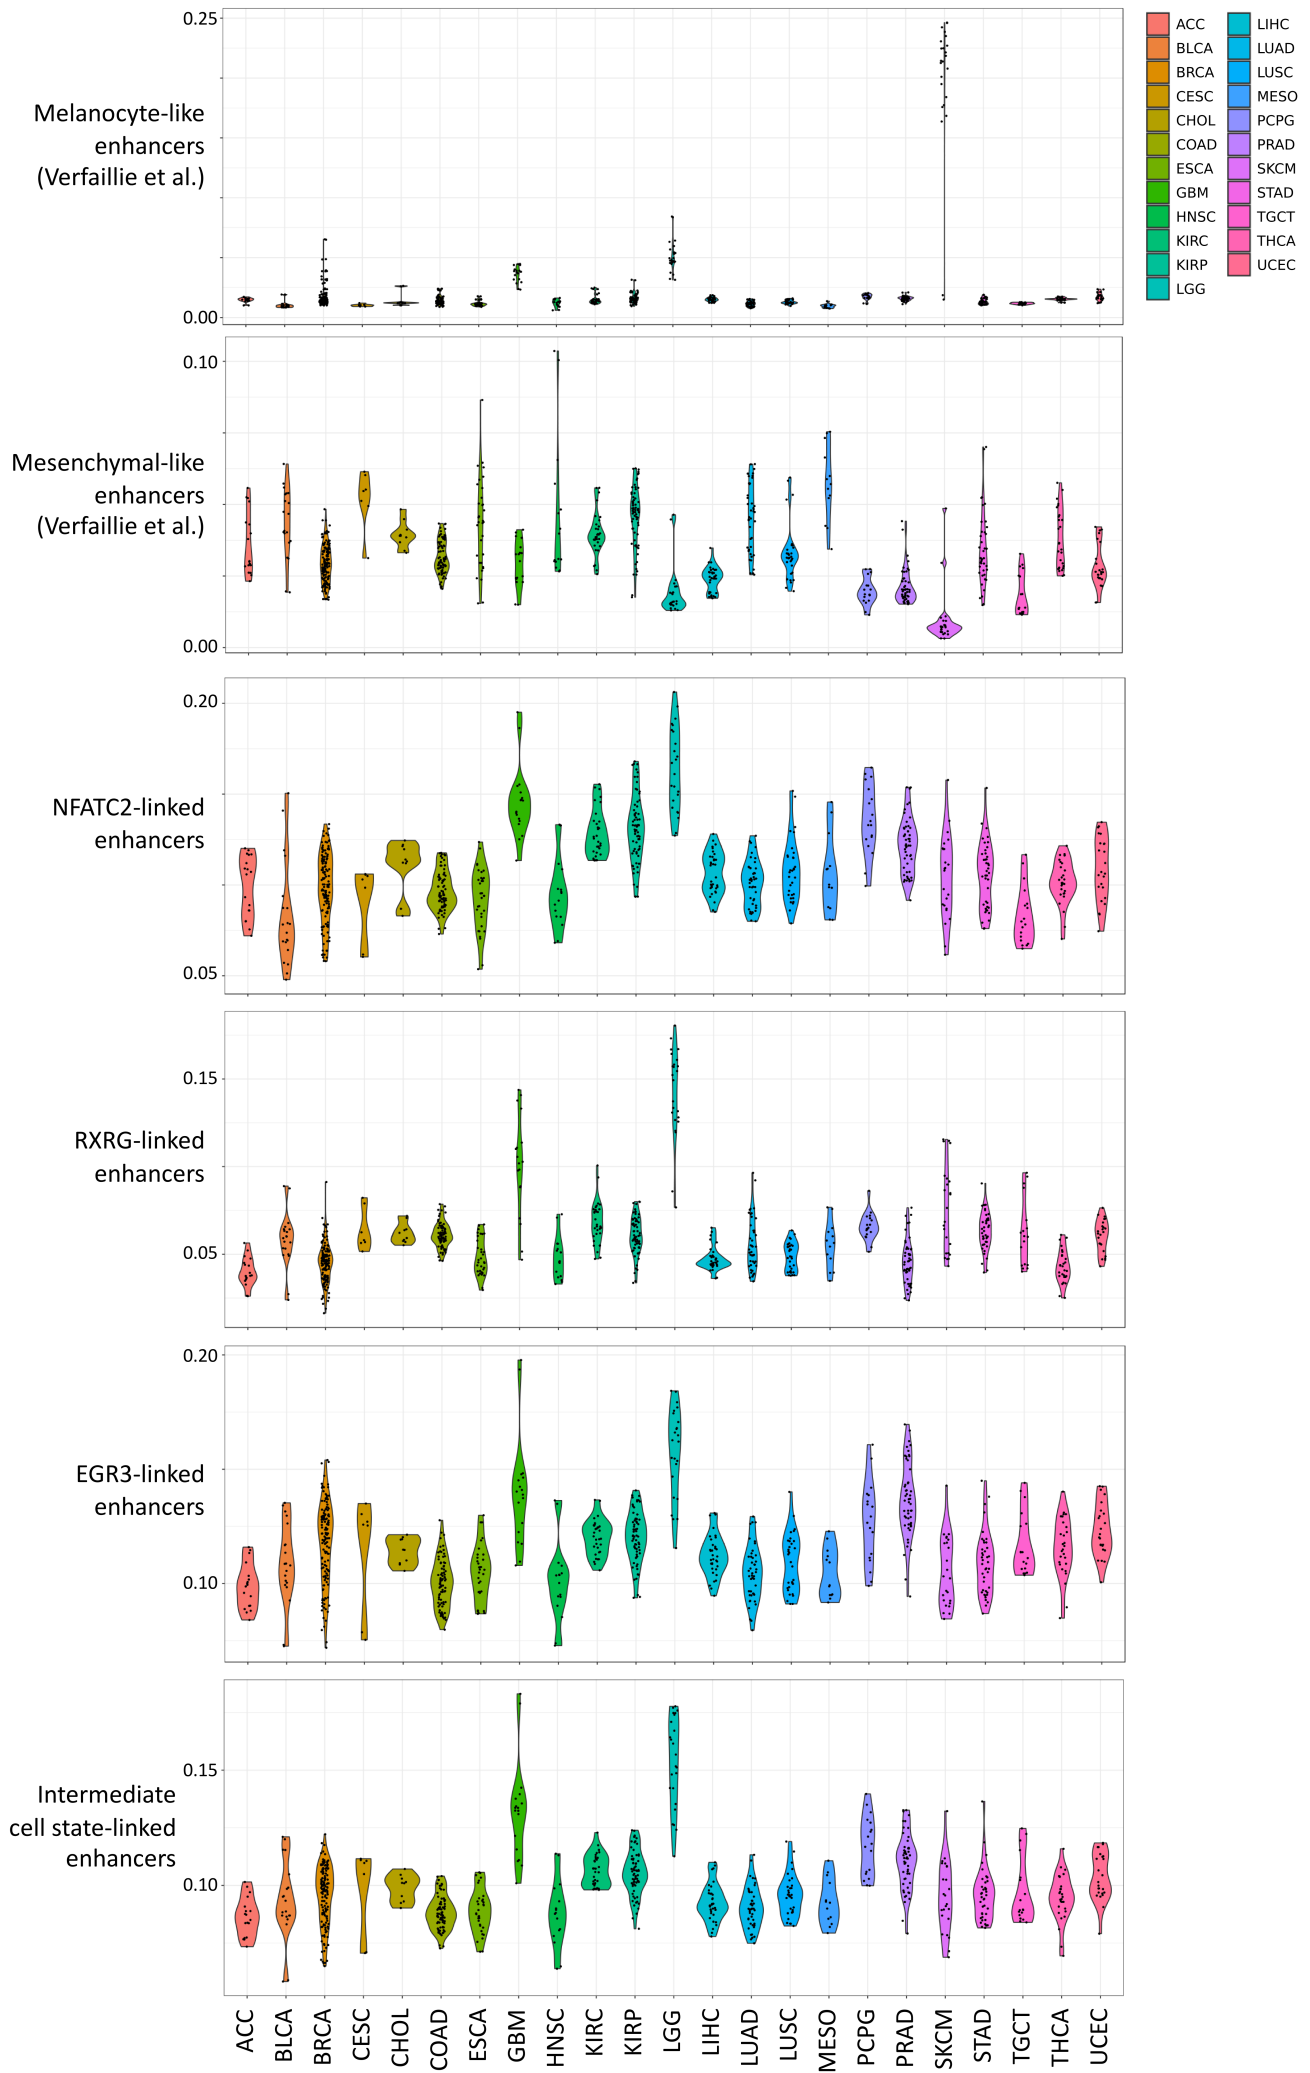 0.25
Melanocyte-like
enhancers
(Verfaillie et al.)
0.00
ACC
BLCA
BRCA
CESC
CHOL
COAD
ESCA
GBM
HNSC
KIRC
KIRP
LGG
LIHC
LUAD
LUSC
MESO
PCPG
PRAD
SKCM
STAD
TGCT
THCA
UCEC
0.10
Mesenchymal-like
enhancers
(Verfaillie et al.)
0.00
0.20
NFATC2-linked
enhancers
0.05
0.15
RXRG-linked
enhancers
0.05
0.20
EGR3-linked
enhancers
0.10
0.15
Intermediate
cell state-linked
enhancers
0.10
ACC
BLCA
BRCA
CESC
CHOL
COAD
ESCA
GBM
HNSC
KIRC
KIRP
LGG
LIHC
LUAD
LUSC
MESO
PCPG
PRAD
SKCM
STAD
TGCT
THCA
UCEC